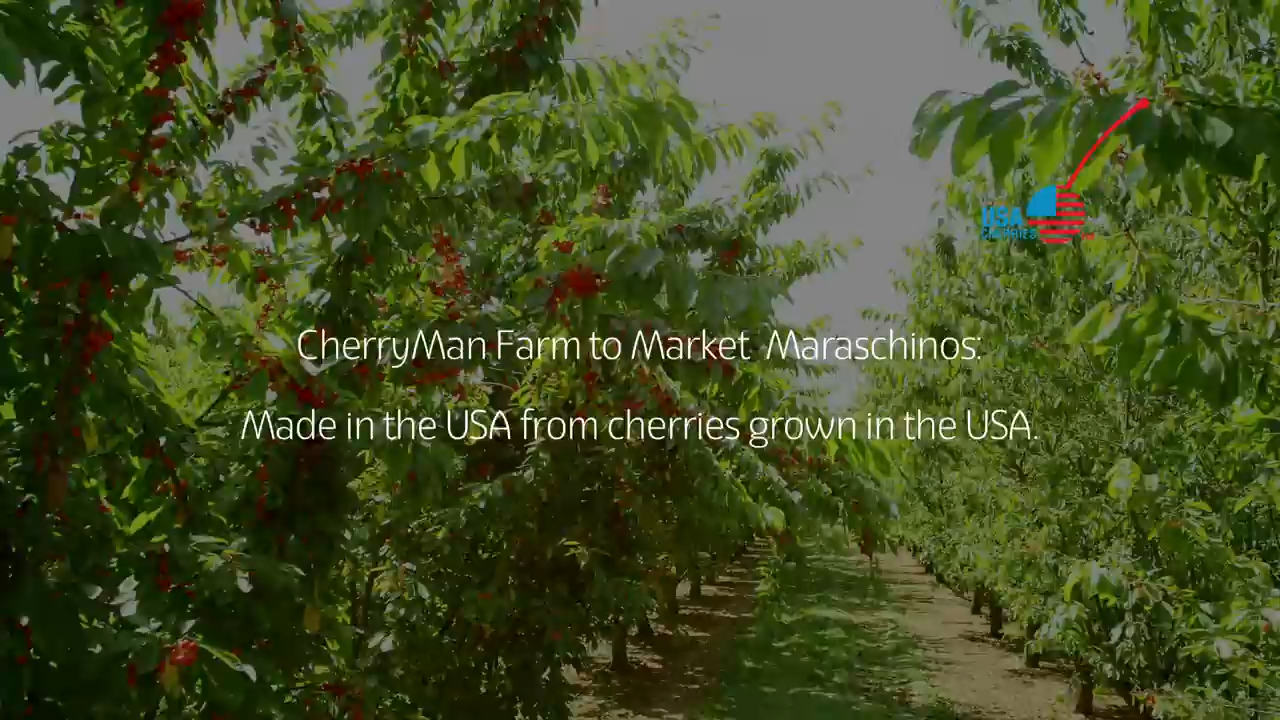 USA
CHERRIES
CherryMan Farm to Market Maraschinos:
Made in the USA from cherries grown in the USA.